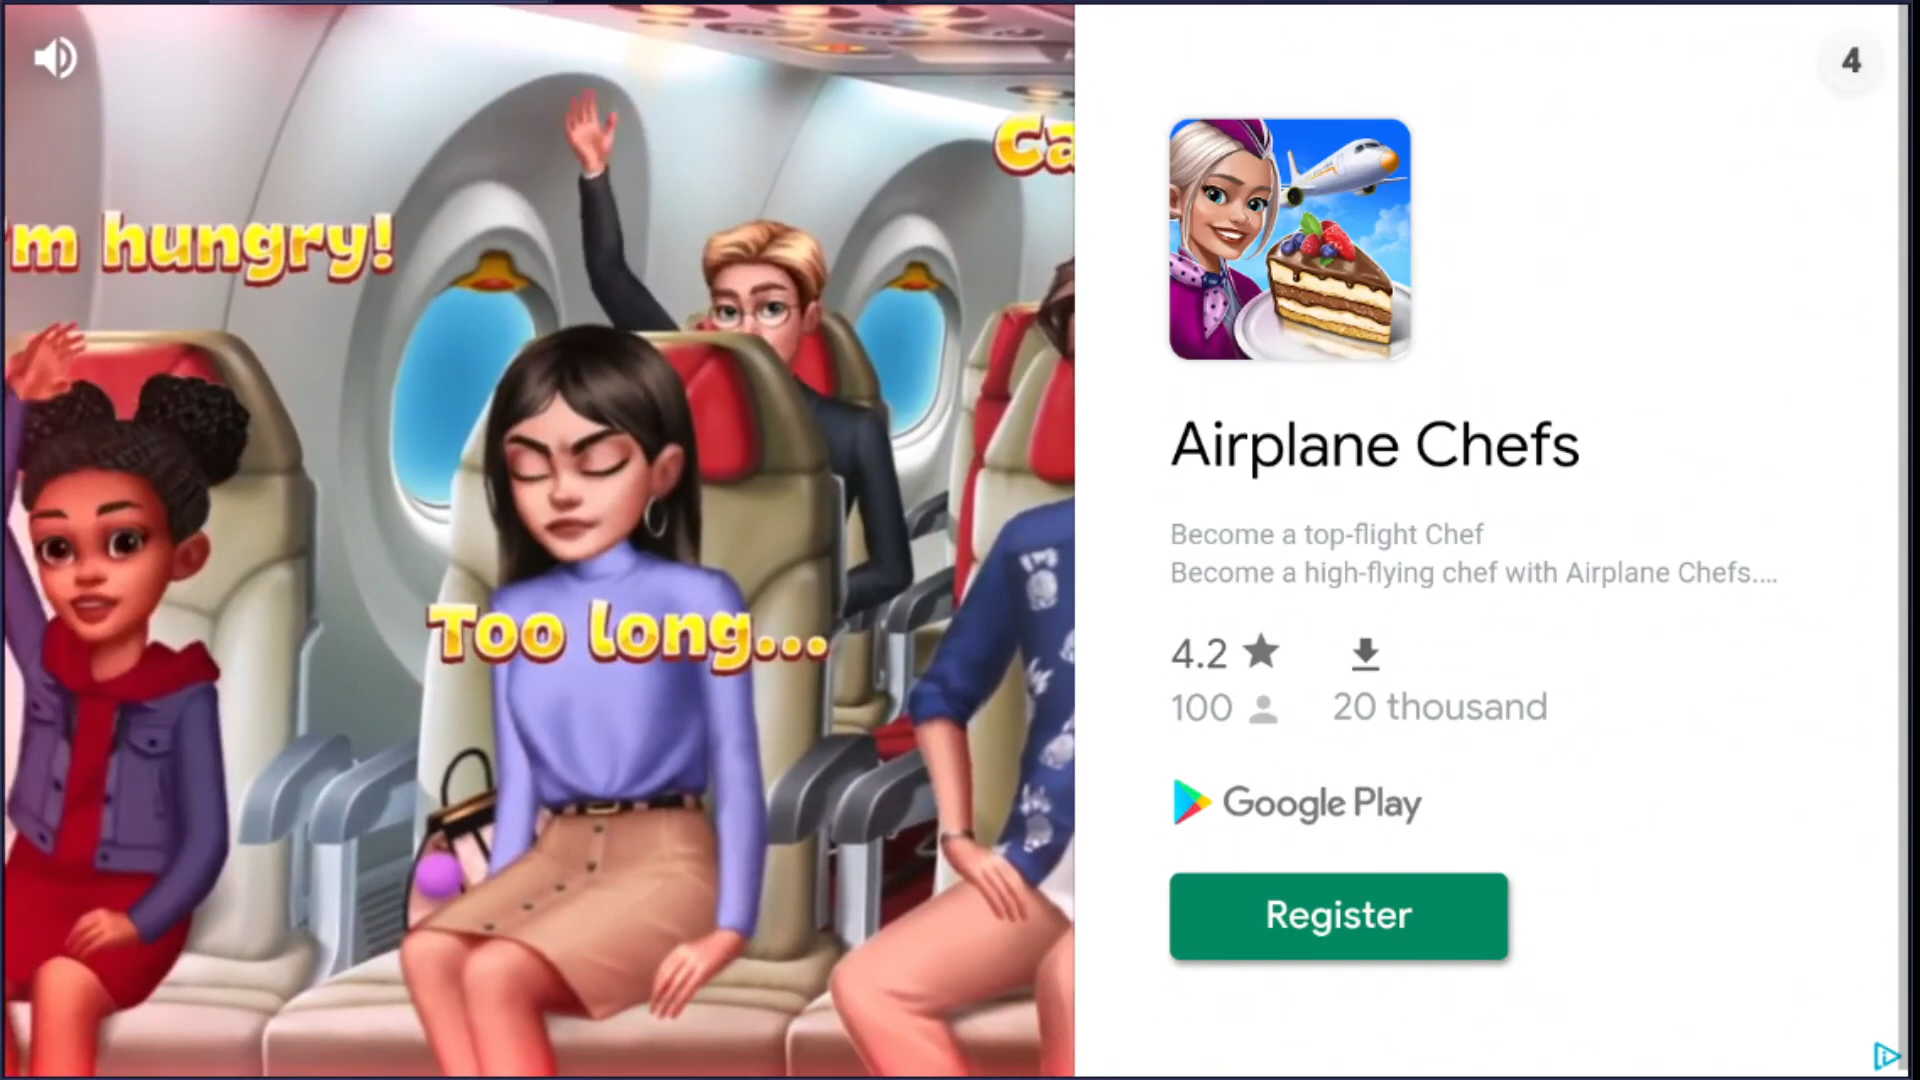 'm hungry!
Ca
Too long...
4
Airplane Chefs
Become a top-flight Chef
Become a high-flying chef with Airplane Chefs....
4.2
100
20 thousand
Google Play
Register